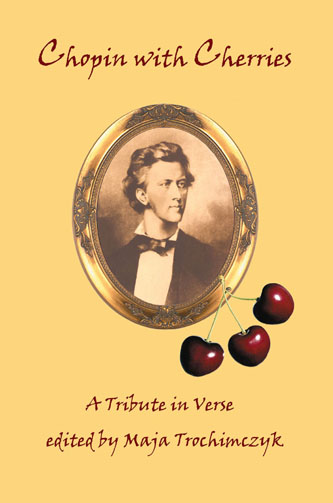 Chopin with Cherries
A Tribute in Verse
edited by Maja Trochimczyk